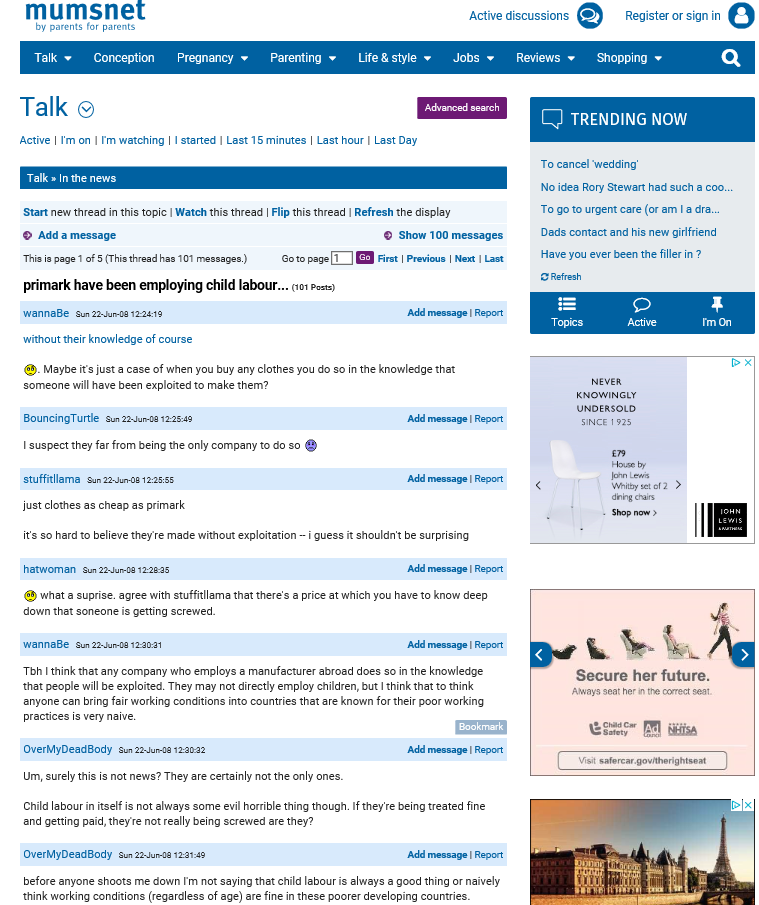 mumsnet
by parents for parents
Active discussions
Register or sign in
Talk
Conception
Pregnancy
Parenting
Life & style
Jobs
Reviews
Shopping
Talk
Advanced search
Active | I'm on | I'm watching | I started | Last 15 minutes | Last hour | Last Day
Talk » In the news
Start new thread in this topic | Watch this thread | Flip this thread | Refresh the display
Add a message
Show 100 messages
This is page 1 of 5 (This thread has 101 messages.)
Go to page 1 Go First | Previous | Next | Last
primark have been employing child labour... (101 Posts)
wannaBe Sun 22-Jun-08 12:24:19
Add message | Report
without their knowledge of course
. Maybe it's just a case of when you buy any clothes you do so in the knowledge that
someone will have been exploited to make them?
BouncingTurtle Sun 22-Jun-08 12:25:49
Add message | Report
I suspect they far from being the only company to do so
stuffitllama Sun 22-Jun-08 12:25:55
Add message | Report
just clothes as cheap as primark
it's so hard to believe they're made without exploitation -- i guess it shouldn't be surprising
hatwoman Sun 22-Jun-08 12:28:35
Add message | Report
what a suprise. agree with stuffitllama that there's a price at which you have to know deep
down that soneone is getting screwed.
wannaBe Sun 22-Jun-08 12:30:31
Add message | Report
Tbh I think that any company who employs a manufacturer abroad does so in the knowledge
that people will be exploited. They may not directly employ children, but I think that to think
anyone can bring fair working conditions into countries that are known for their poor working
practices is very naive.
Bookmark
OverMyDeadBody Sun 22-Jun-08 12:30:32
Add message | Report
Um, surely this is not news? They are certainly not the only ones.
Child labour in itself is not always some evil horrible thing though. If they're being treated fine
and getting paid, they're not really being screwed are they?
OverMyDeadBody Sun 22-Jun-08 12:31:49
Add message | Report
before anyone shoots me down I'm not saying that child labour is always a good thing or naively
think working conditions (regardless of age) are fine in these poorer developing countries.
TRENDING NOW
To cancel 'wedding'
No idea Rory Stewart had such a coo...
To go to urgent care (or am I a dra...
Dads contact and his new girlfriend
Have you ever been the filler in ?
Refresh
Topics
Active
I'm On
NEVER
KNOWINGLY
UNDERSOLD
SINCE 1925
£79
House by
John Lewis
Whitby set of 2
dining chairs
Shop now >
JOHN
LEWIS
& PARTNERS
Secure her future.
Always seat her in the correct seat.
Child Car
Safety
Ad
Council
NHTSA
Visit safercar.gov/therightseat